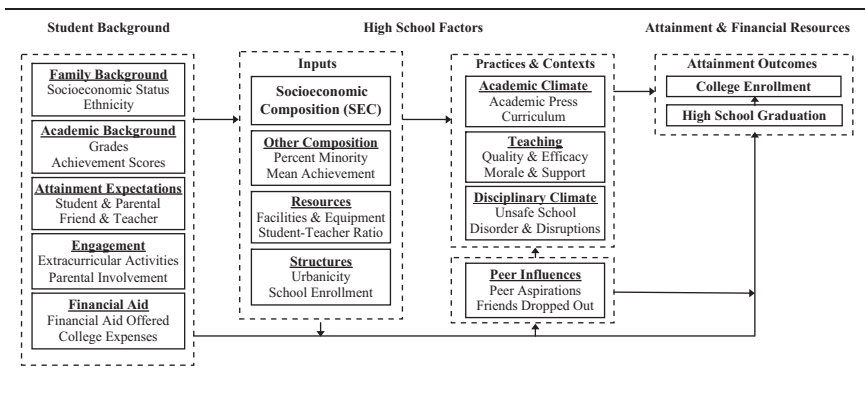 Student Background
High School Factors
Attainment & Financial Resources
Family Background
Socioeconomic Status
Ethnicity
Academic Background
Grades
Achievement Scores
Attainment Expectations
Student & Parental
Friend & Teacher
Engagement
Extracurricular Activities
Parental Involvement
Financial Aid
Financial Aid Offered
College Expenses
Inputs
Socioeconomic
Composition (SEC)
Other Composition
Percent Minority
Mean Achievement
Resources
Facilities & Equipment
Student-Teacher Ratio
Structures
Urbanicity
School Enrollment
Practices & Contexts
Academic Climate
Academic Press
Curriculum
Teaching
Quality & Efficacy
Morale & Support
Disciplinary Climate
Unsafe School
Disorder & Disruptions
Peer Influences
Peer Aspirations
Friends Dropped Out
Attainment Outcomes
College Enrollment
High School Graduation